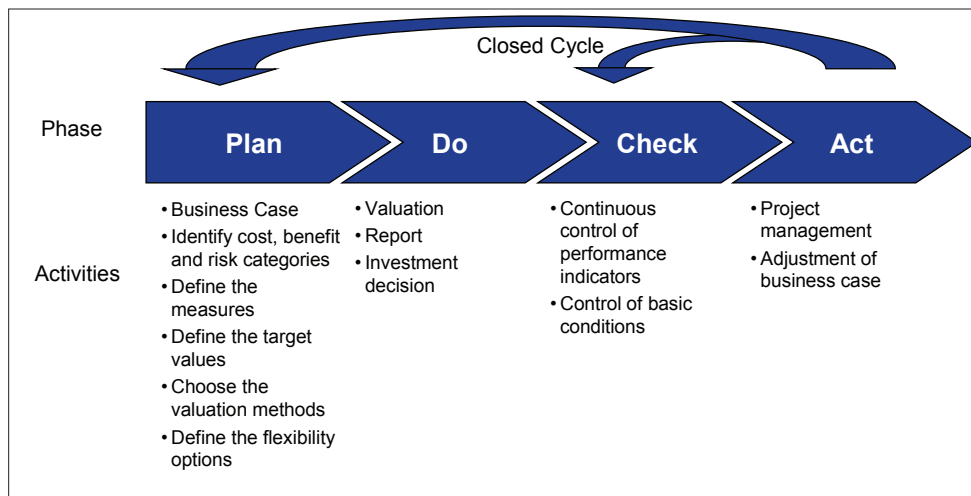 Closed Cycle
Phase
Plan
Do
Check
Act
Activities
• Business Case
• Identify cost, benefit
and risk categories
• Define the
measures
• Define the target
values
• Choose the
valuation methods
• Define the flexibility
options
• Valuation
• Report
• Investment
decision
• Continuous
control of
performance
indicators
• Control of basic
conditions
• Project
management
• Adjustment of
business case